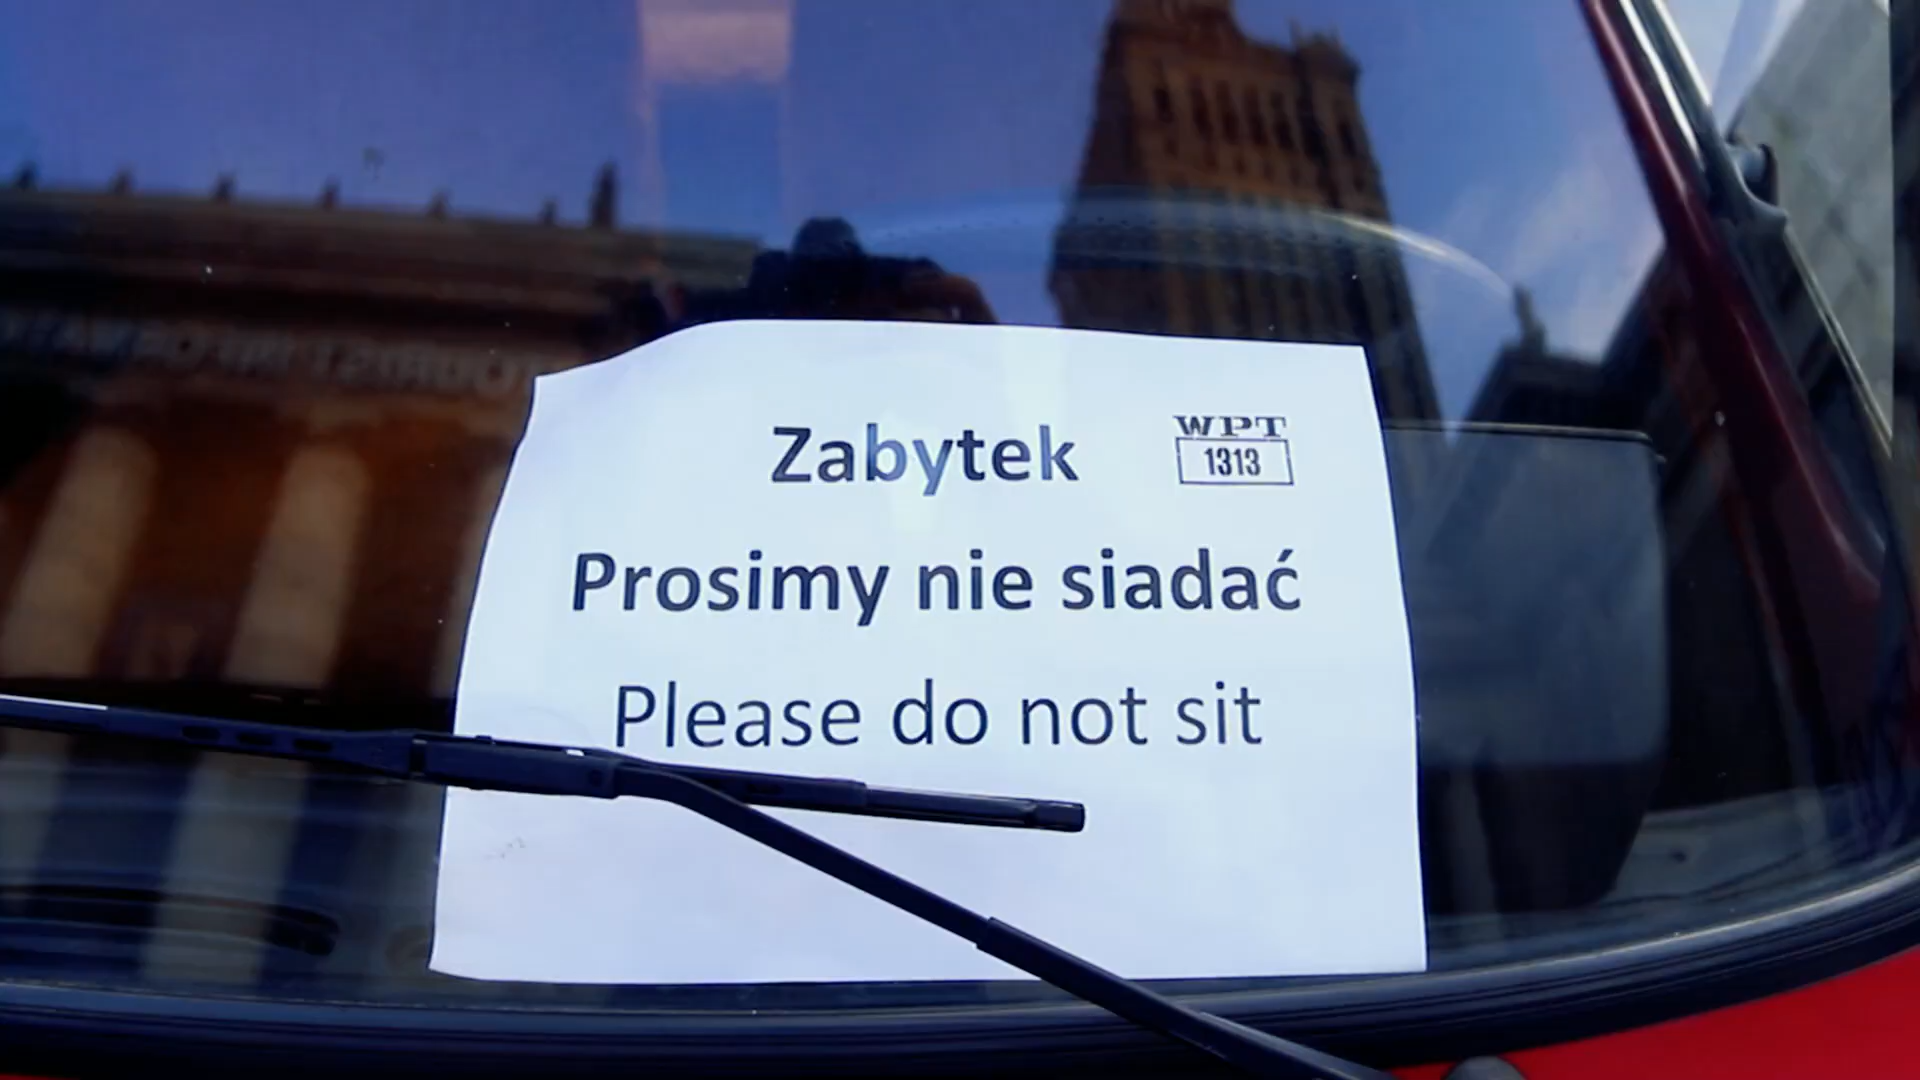 Zabytek
WPT
1313
Prosimy nie siadać
Please do not sit